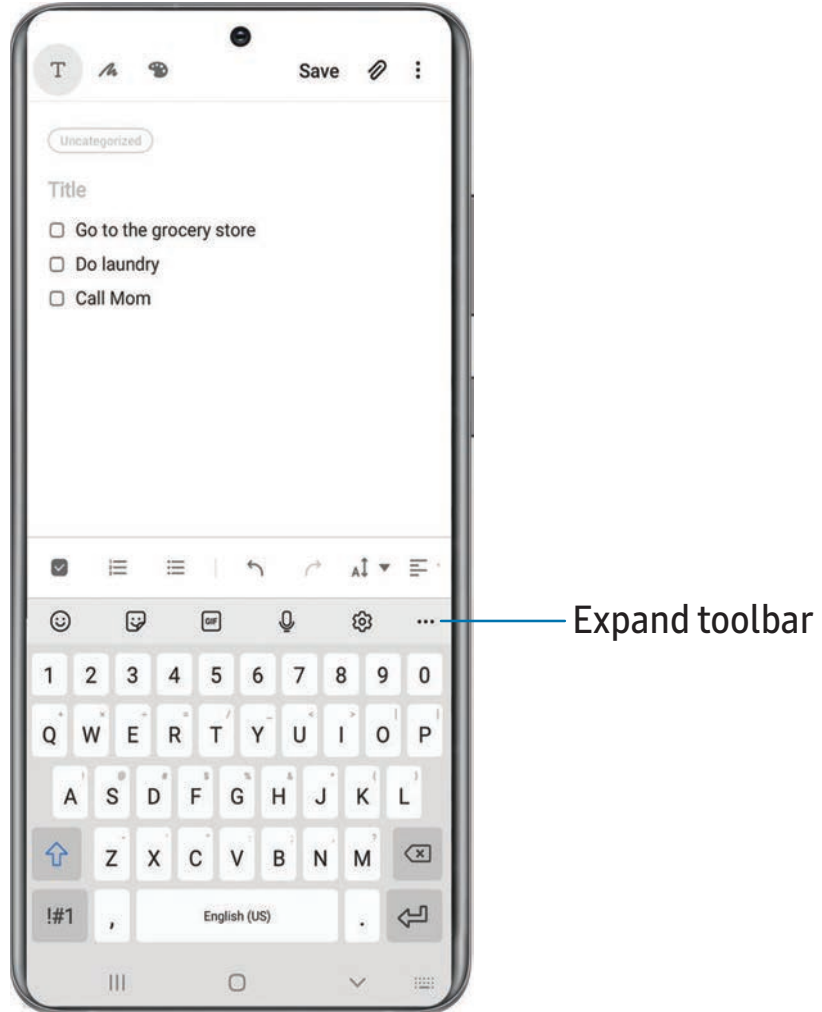 T Save
Uncategorized
Title
Go to the grocery store
Do laundry
Call Mom
A
GIF
Expand toolbar
1 2 3 4 5 6 7 8 9 0
Q W E R T Y U I O P
A S D F G H J K L
Z X C V B N M
!#1 , English (US) .